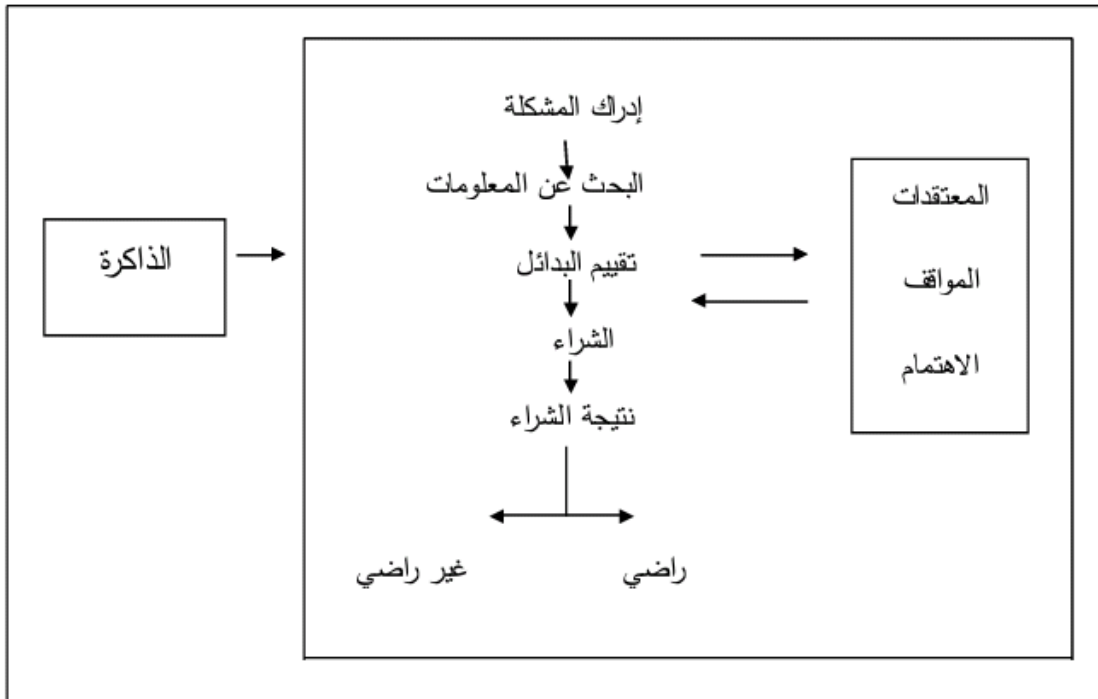 إدراك المشكلة
البحث عن المعلومات
المعتقدات
الذاكرة
تقييم البدائل
المواقف
الشراء
الاهتمام
نتيجة الشراء
راضي
غير راضي